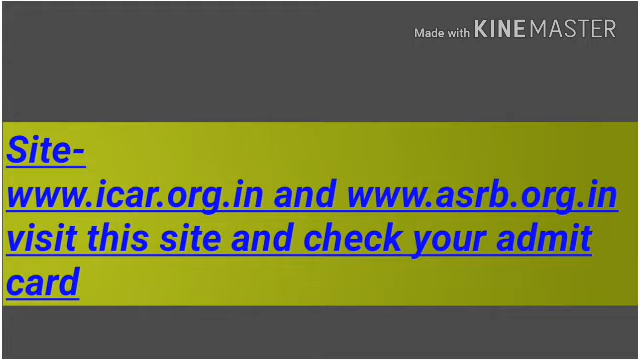 Made with KINEMASTER
Site-
www.icar.org.in and www.asrb.org.in
visit this site and check your admit
card